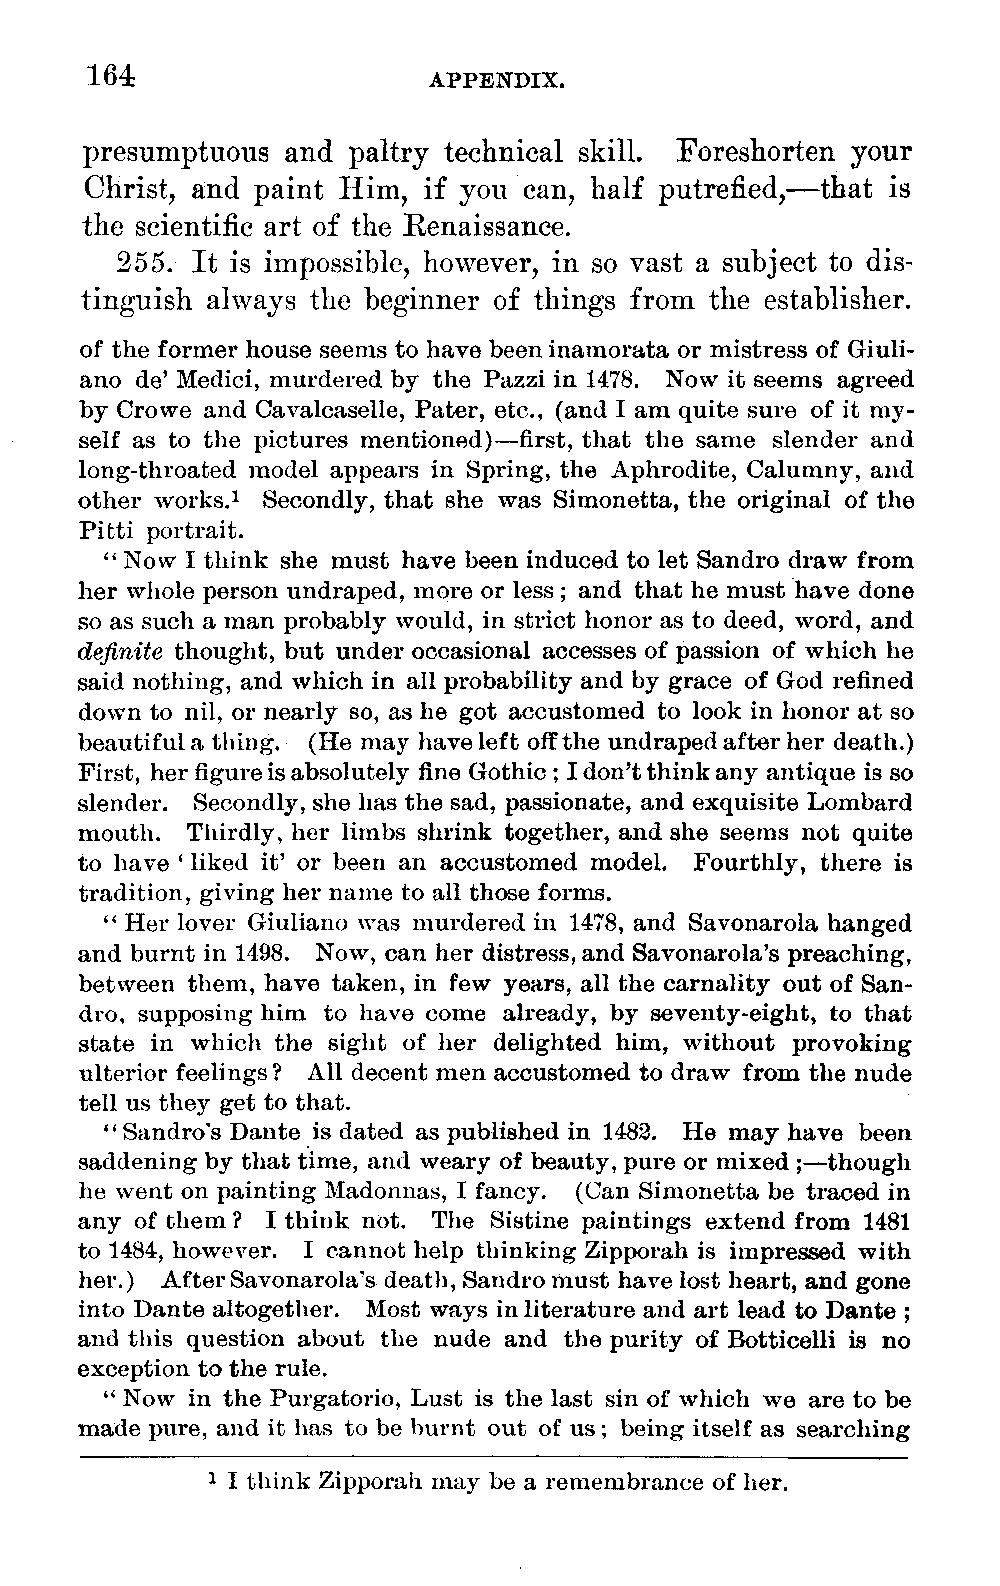 164 APPENDIX.
presumptuous and paltry technical skill. Foreshorten your
Christ, and paint Him, if you can, half putrefied,—that is
the scientific art of the Renaissance.
255. It is impossible, however, in so vast a subject to dis-
tinguish always the beginner of things from the establisher.
of the former house seems to have been inamorata or mistress of Giuli-
ano de' Medici, murdered by the Pazzi in 1478. Now it seems agreed
by Crowe and Cavalcaselle, Pater, etc., (and I am quite sure of it my-
self as to the pictures mentioned)—first, that the same slender and
long-throated model appears in Spring, the Aphrodite, Calumny, and
other works.¹ Secondly, that she was Simonetta, the original of the
Pitti portrait.
"Now I think she must have been induced to let Sandro draw from
her whole person undraped, more or less; and that he must have done
so as such a man probably would, in strict honor as to deed, word, and
definite thought, but under occasional accesses of passion of which he
said nothing, and which in all probability and by grace of God refined
down to nil, or nearly so, as he got accustomed to look in honor at so
beautiful a thing. (He may have left off the undraped after her death.)
First, her figure is absolutely fine Gothic; I don't think any antique is so
slender. Secondly, she has the sad, passionate, and exquisite Lombard
mouth. Thirdly, her limbs shrink together, and she seems not quite
to have 'liked it' or been an accustomed model. Fourthly, there is
tradition, giving her name to all those forms.
"Her lover Giuliano was murdered in 1478, and Savonarola hanged
and burnt in 1498. Now, can her distress, and Savonarola's preaching,
between them, have taken, in few years, all the carnality out of San-
dro, supposing him to have come already, by seventy-eight, to that
state in which the sight of her delighted him, without provoking
ulterior feelings? All decent men accustomed to draw from the nude
tell us they get to that.
"Sandro's Dante is dated as published in 1482. He may have been
saddening by that time, and weary of beauty, pure or mixed;—though
he went on painting Madonnas, I fancy. (Can Simonetta be traced in
any of them? I think not. The Sistine paintings extend from 1481
to 1484, however. I cannot help thinking Zipporah is impressed with
her.) After Savonarola's death, Sandro must have lost heart, and gone
into Dante altogether. Most ways in literature and art lead to Dante;
and this question about the nude and the purity of Botticelli is no
exception to the rule.
"Now in the Purgatorio, Lust is the last sin of which we are to be
made pure, and it has to be burnt out of us; being itself as searching
¹ I think Zipporah may be a remembrance of her.